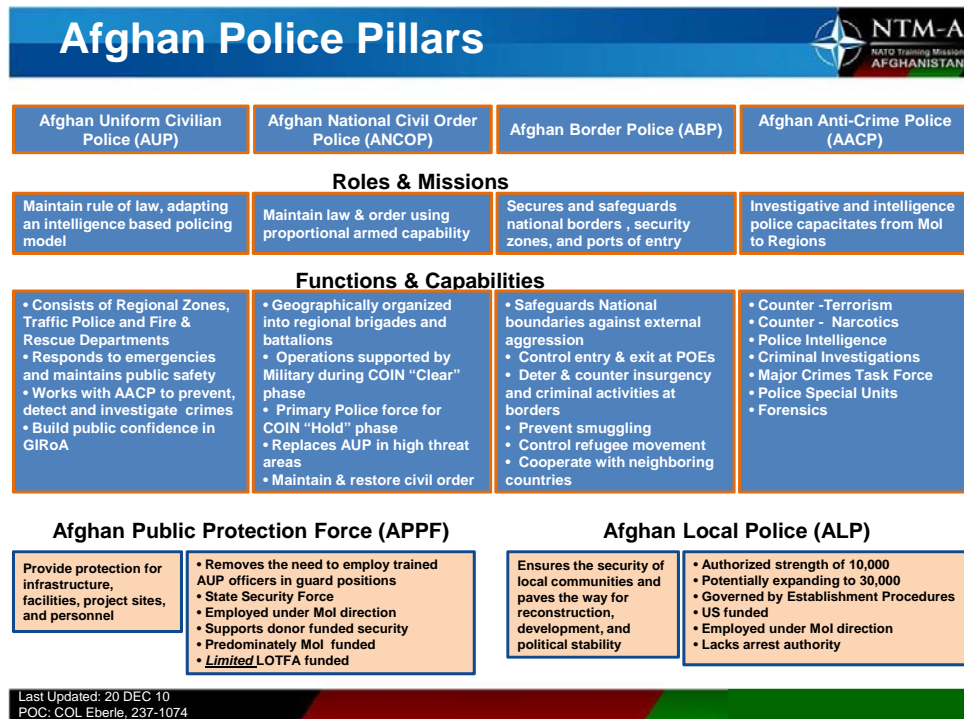 Afghan Police Pillars
NTM-A
NATO Training Mission
AFGHANISTAN
Afghan Uniform Civilian
Police (AUP)
Afghan National Civil Order
Police (ANCOP)
Afghan Border Police (ABP)
Afghan Anti-Crime Police
(AACP)
Roles & Missions
Maintain rule of law, adapting
an intelligence based policing
model
Maintain law & order using
proportional armed capability
Secures and safeguards
national borders , security
zones, and ports of entry
Investigative and intelligence
police capacitates from MoI
to Regions
Functions & Capabilities
• Consists of Regional Zones,
Traffic Police and Fire &
Rescue Departments
• Responds to emergencies
and maintains public safety
• Works with AACP to prevent,
detect and investigate crimes
• Build public confidence in
GIRoA
• Geographically organized
into regional brigades and
battalions
• Operations supported by
Military during COIN “Clear”
phase
• Primary Police force for
COIN “Hold” phase
• Replaces AUP in high threat
areas
• Maintain & restore civil order
• Safeguards National
boundaries against external
aggression
• Control entry & exit at POEs
• Deter & counter insurgency
and criminal activities at
borders
• Prevent smuggling
• Control refugee movement
• Cooperate with neighboring
countries
• Counter -Terrorism
• Counter - Narcotics
• Police Intelligence
• Criminal Investigations
• Major Crimes Task Force
• Police Special Units
• Forensics
Afghan Public Protection Force (APPF)
Provide protection for
infrastructure,
facilities, project sites,
and personnel
• Removes the need to employ trained
AUP officers in guard positions
• State Security Force
• Employed under MoI direction
• Supports donor funded security
• Predominately MoI funded
• Limited LOTFA funded
Afghan Local Police (ALP)
Ensures the security of
local communities and
paves the way for
reconstruction,
development, and
political stability
• Authorized strength of 10,000
• Potentially expanding to 30,000
• Governed by Establishment Procedures
• US funded
• Employed under MoI direction
• Lacks arrest authority
Last Updated: 20 DEC 10
POC: COL Eberle, 237-1074